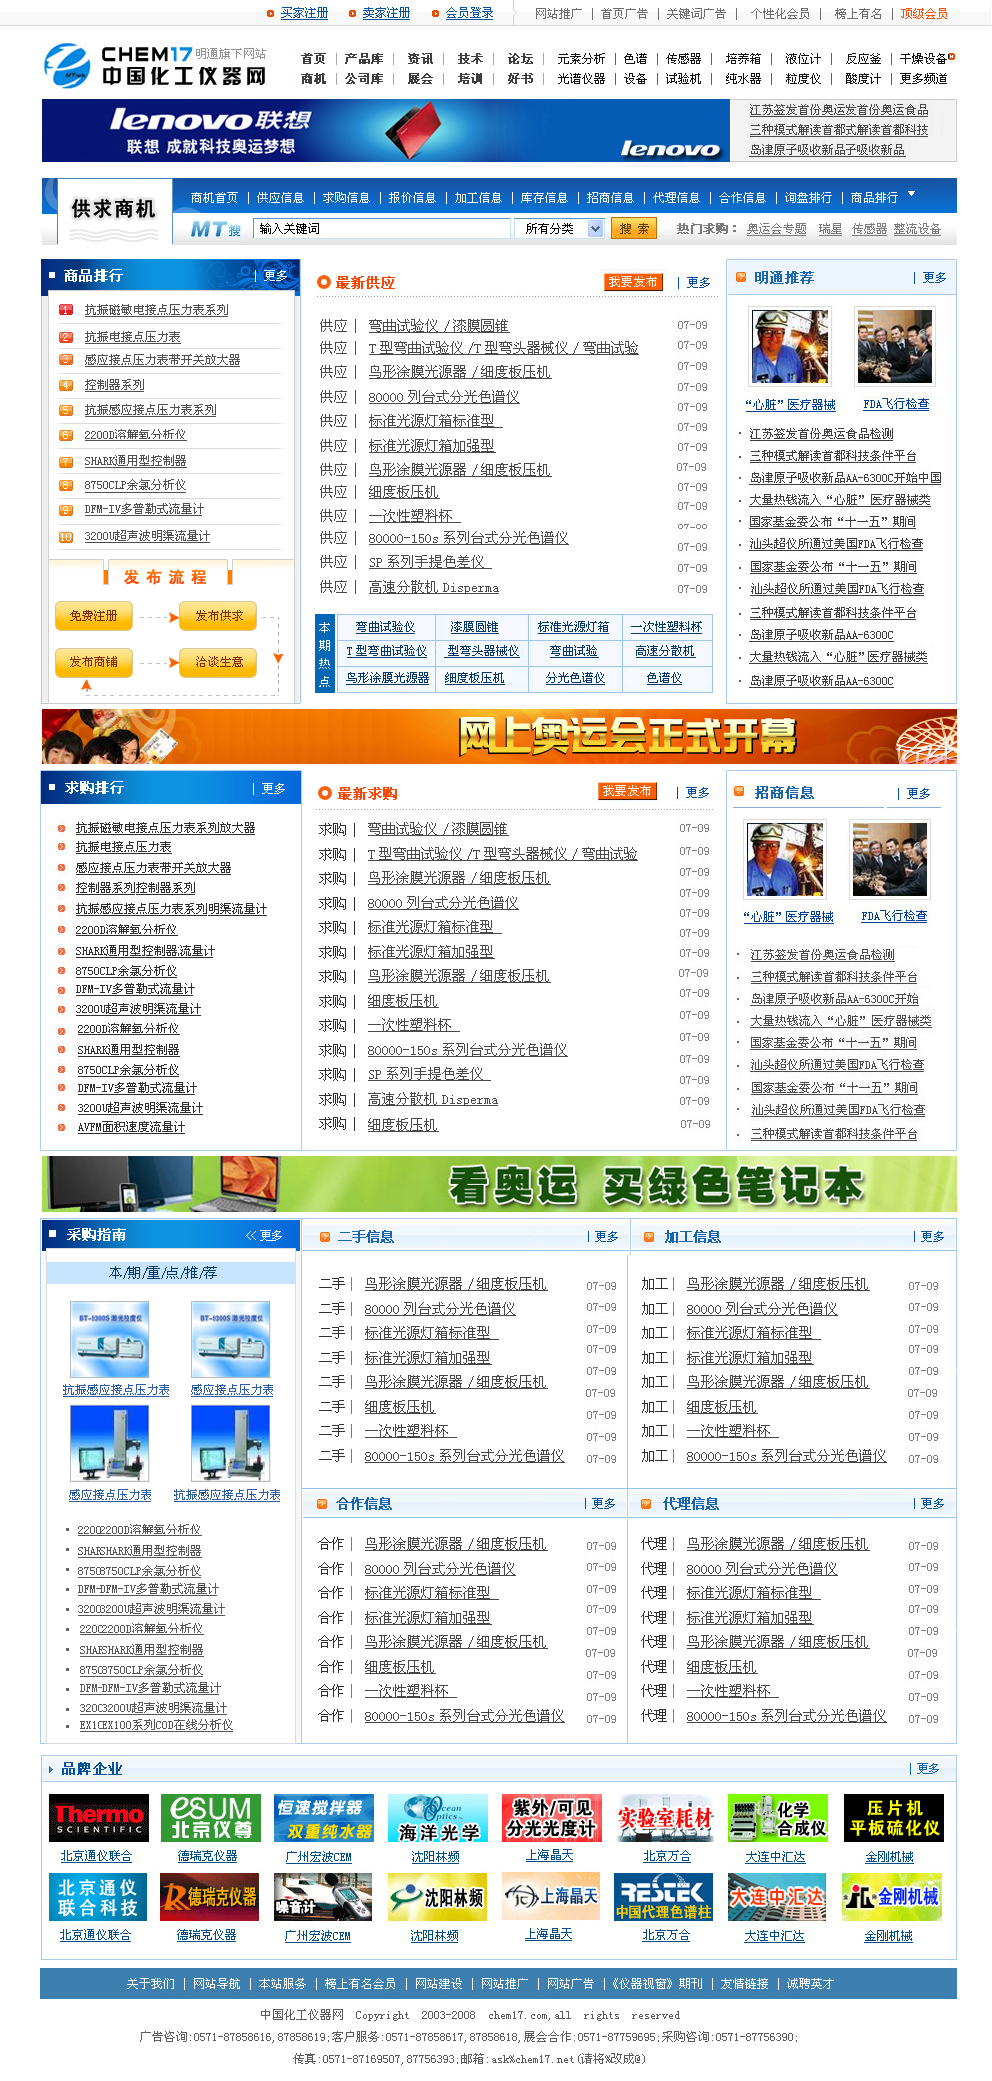 买家注册 卖家注册 会员登录 网站推广 | 首页广告 | 关键词广告 | 个性化会员 | 榜上有名 | 顶级会员
CHEM17 明通旗下网站
中国化工仪器网
首页 | 产品库 | 资讯 | 技术 | 论坛 | 元素分析 | 色谱 | 传感器 | 培养箱 | 液位计 | 反应釜 | 干燥设备
商机 | 公司库 | 展会 | 培训 | 好书 | 光谱仪器 | 设备 | 试验机 | 纯水器 | 粒度仪 | 酸度计 | 更多频道
lenovo联想
联想 成就科技奥运梦想
lenovo
江苏签发首份奥运发首份奥运食品
三种模式解读首都式解读首都科技
岛津原子吸收新品子吸收新品
供求商机
商机首页 | 供应信息 | 求购信息 | 报价信息 | 加工信息 | 库存信息 | 招商信息 | 代理信息 | 合作信息 | 询盘排行 | 商品排行
MT搜 输入关键词 所有分类 搜 索 热门求购： 奥运会专题 瑞星 传感器 整流设备
商品排行 | 更多
1 抗振磁敏电接点压力表系列
2 抗振电接点压力表
3 感应接点压力表带开关放大器
4 控制器系列
5 抗振感应接点压力表系列
6 2200D溶解氧分析仪
7 SHARK通用型控制器
8 8750CLP余氯分析仪
9 DFM-IV多普勒式流量计
10 3200U超声波明渠流量计
发布流程
免费注册 发布供求
发布商铺 洽谈生意
最新供应 我要发布 | 更多
供应 | 弯曲试验仪 /漆膜圆锥 07-09
供应 | T 型弯曲试验仪 /T 型弯头器械仪 / 弯曲试验 07-09
供应 | 鸟形涂膜光源器 / 细度板压机 07-09
供应 | 80000 列台式分光色谱仪 07-09
供应 | 标准光源灯箱标准型 07-09
供应 | 标准光源灯箱加强型 07-09
供应 | 鸟形涂膜光源器 / 细度板压机 07-09
供应 | 细度板压机 07-09
供应 | 一次性塑料杯 07-09
供应 | 80000-150s 系列台式分光色谱仪 07-09
供应 | SP 系列手提色差仪 07-09
供应 | 高速分散机 Disperma 07-09
本期热点
弯曲试验仪 漆膜圆锥 标准光源灯箱 一次性塑料杯
T 型弯曲试验仪 型弯头器械仪 弯曲试验 高速分散机
鸟形涂膜光源器 细度板压机 分光色谱仪 色谱仪
明通推荐 | 更多
“心脏”医疗器械 FDA飞行检查
· 江苏签发首份奥运食品检测
· 三种模式解读首都科技条件平台
· 岛津原子吸收新品AA-6300C开始中国
· 大量热钱流入“心脏”医疗器械类
· 国家基金委公布“十一五”期间
· 汕头超仪所通过美国FDA飞行检查
· 国家基金委公布“十一五”期间
· 汕头超仪所通过美国FDA飞行检查
· 三种模式解读首都科技条件平台
· 岛津原子吸收新品AA-6300C
· 大量热钱流入“心脏”医疗器械类
· 岛津原子吸收新品AA-6300C
网上奥运会正式开幕
求购排行 | 更多
抗振磁敏电接点压力表系列放大器
抗振电接点压力表
感应接点压力表带开关放大器
控制器系列控制器系列
抗振感应接点压力表系列明渠流量计
2200D溶解氧分析仪
SHARK通用型控制器流量计
8750CLP余氯分析仪
DFM-IV多普勒式流量计
3200U超声波明渠流量计
2200D溶解氧分析仪
SHARK通用型控制器
8750CLP余氯分析仪
DFM-IV多普勒式流量计
3200U超声波明渠流量计
AVFM面积速度流量计
最新求购 我要发布 | 更多
求购 | 弯曲试验仪 /漆膜圆锥 07-09
求购 | T 型弯曲试验仪 /T 型弯头器械仪 / 弯曲试验 07-09
求购 | 鸟形涂膜光源器 / 细度板压机 07-09
求购 | 80000 列台式分光色谱仪 07-09
求购 | 标准光源灯箱标准型 07-09
求购 | 标准光源灯箱加强型 07-09
求购 | 鸟形涂膜光源器 / 细度板压机 07-09
求购 | 细度板压机 07-09
求购 | 一次性塑料杯 07-09
求购 | 80000-150s 系列台式分光色谱仪 07-09
求购 | SP 系列手提色差仪 07-09
求购 | 高速分散机 Disperma 07-09
求购 | 细度板压机 07-09
招商信息 | 更多
“心脏”医疗器械 FDA飞行检查
· 江苏签发首份奥运食品检测
· 三种模式解读首都科技条件平台
· 岛津原子吸收新品AA-6300C开始
· 大量热钱流入“心脏”医疗器械类
· 国家基金委公布“十一五”期间
· 汕头超仪所通过美国FDA飞行检查
· 国家基金委公布“十一五”期间
· 汕头超仪所通过美国FDA飞行检查
· 三种模式解读首都科技条件平台
看奥运 买绿色笔记本
采购指南 << 更多
本/期/重/点/推/荐
BT-9300S 激光粒度仪 BT-9300S 激光粒度仪
抗振感应接点压力表 感应接点压力表
感应接点压力表 抗振感应接点压力表
2200D2200D溶解氧分析仪
SHARSHARK通用型控制器
87508750CLP余氯分析仪
DFM-DFM-IV多普勒式流量计
32003200U超声波明渠流量计
22002200D溶解氧分析仪
SHARSHARK通用型控制器
87508750CLP余氯分析仪
DFM-DFM-IV多普勒式流量计
32003200U超声波明渠流量计
EX1CEX100系列COD在线分析仪
二手信息 | 更多
二手 | 鸟形涂膜光源器 / 细度板压机 07-09
二手 | 80000 列台式分光色谱仪 07-09
二手 | 标准光源灯箱标准型 07-09
二手 | 标准光源灯箱加强型 07-09
二手 | 鸟形涂膜光源器 / 细度板压机 07-09
二手 | 细度板压机 07-09
二手 | 一次性塑料杯 07-09
二手 | 80000-150s 系列台式分光色谱仪 07-09
加工信息 | 更多
加工 | 鸟形涂膜光源器 / 细度板压机 07-09
加工 | 80000 列台式分光色谱仪 07-09
加工 | 标准光源灯箱标准型 07-09
加工 | 标准光源灯箱加强型 07-09
加工 | 鸟形涂膜光源器 / 细度板压机 07-09
加工 | 细度板压机 07-09
加工 | 一次性塑料杯 07-09
加工 | 80000-150s 系列台式分光色谱仪 07-09
合作信息 | 更多
合作 | 鸟形涂膜光源器 / 细度板压机 07-09
合作 | 80000 列台式分光色谱仪 07-09
合作 | 标准光源灯箱标准型 07-09
合作 | 标准光源灯箱加强型 07-09
合作 | 鸟形涂膜光源器 / 细度板压机 07-09
合作 | 细度板压机 07-09
合作 | 一次性塑料杯 07-09
合作 | 80000-150s 系列台式分光色谱仪 07-09
代理信息 | 更多
代理 | 鸟形涂膜光源器 / 细度板压机 07-09
代理 | 80000 列台式分光色谱仪 07-09
代理 | 标准光源灯箱标准型 07-09
代理 | 标准光源灯箱加强型 07-09
代理 | 鸟形涂膜光源器 / 细度板压机 07-09
代理 | 细度板压机 07-09
代理 | 一次性塑料杯 07-09
代理 | 80000-150s 系列台式分光色谱仪 07-09
品牌企业 | 更多
Thermo SCIENTIFIC eSUM 北京仪尊 恒速搅拌器 双重纯水器 Ocean Optics 海洋光学 紫外/可见 分光光度计 实验室耗材 化学合成仪 压片机 平板硫化仪
北京通仪联合 德瑞克仪器 广州宏波CEM 沈阳林频 上海晶天 北京万合 大连中汇达 金刚机械
北京通仪联合科技 德瑞克仪器 噪音计 沈阳林频 上海晶天 RESTEK 中国代理色谱柱 大连中汇达 金刚机械
北京通仪联合 德瑞克仪器 广州宏波CEM 沈阳林频 上海晶天 北京万合 大连中汇达 金刚机械
关于我们 | 网站导航 | 本站服务 | 榜上有名会员 | 网站建设 | 网站推广 | 网站广告 |《仪器视窗》期刊 | 友情链接 | 诚聘英才
中国化工仪器网 Copyright 2003-2008 chem17.com,all rights reserved
广告咨询:0571-87858616,87858619;客户服务:0571-87858617,87858618,展会合作:0571-87759695;采购咨询:0571-87756390;
传真:0571-87169507,87756393;邮箱:ask%chem17.net(请将%改成@)